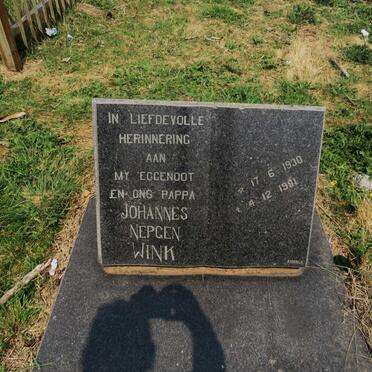 IN LIEFDEVOLLE
HERINNERING
AAN
MY EGGENOOT
EN ONS PAPPA
JOHANNES
NEPGEN
WINK
* 17 · 6 · 1930
† 4 · 12 · 1981